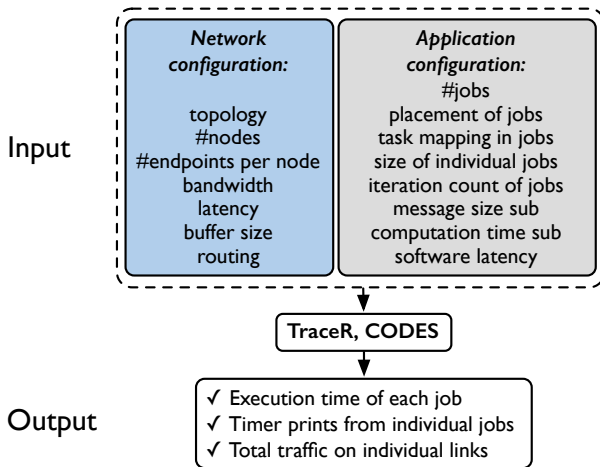 Input
Network
configuration:
topology
#nodes
#endpoints per node
bandwidth
latency
buffer size
routing
Application
configuration:
#jobs
placement of jobs
task mapping in jobs
size of individual jobs
iteration count of jobs
message size sub
computation time sub
software latency
TraceR, CODES
Output
✓ Execution time of each job
✓ Timer prints from individual jobs
✓ Total traffic on individual links